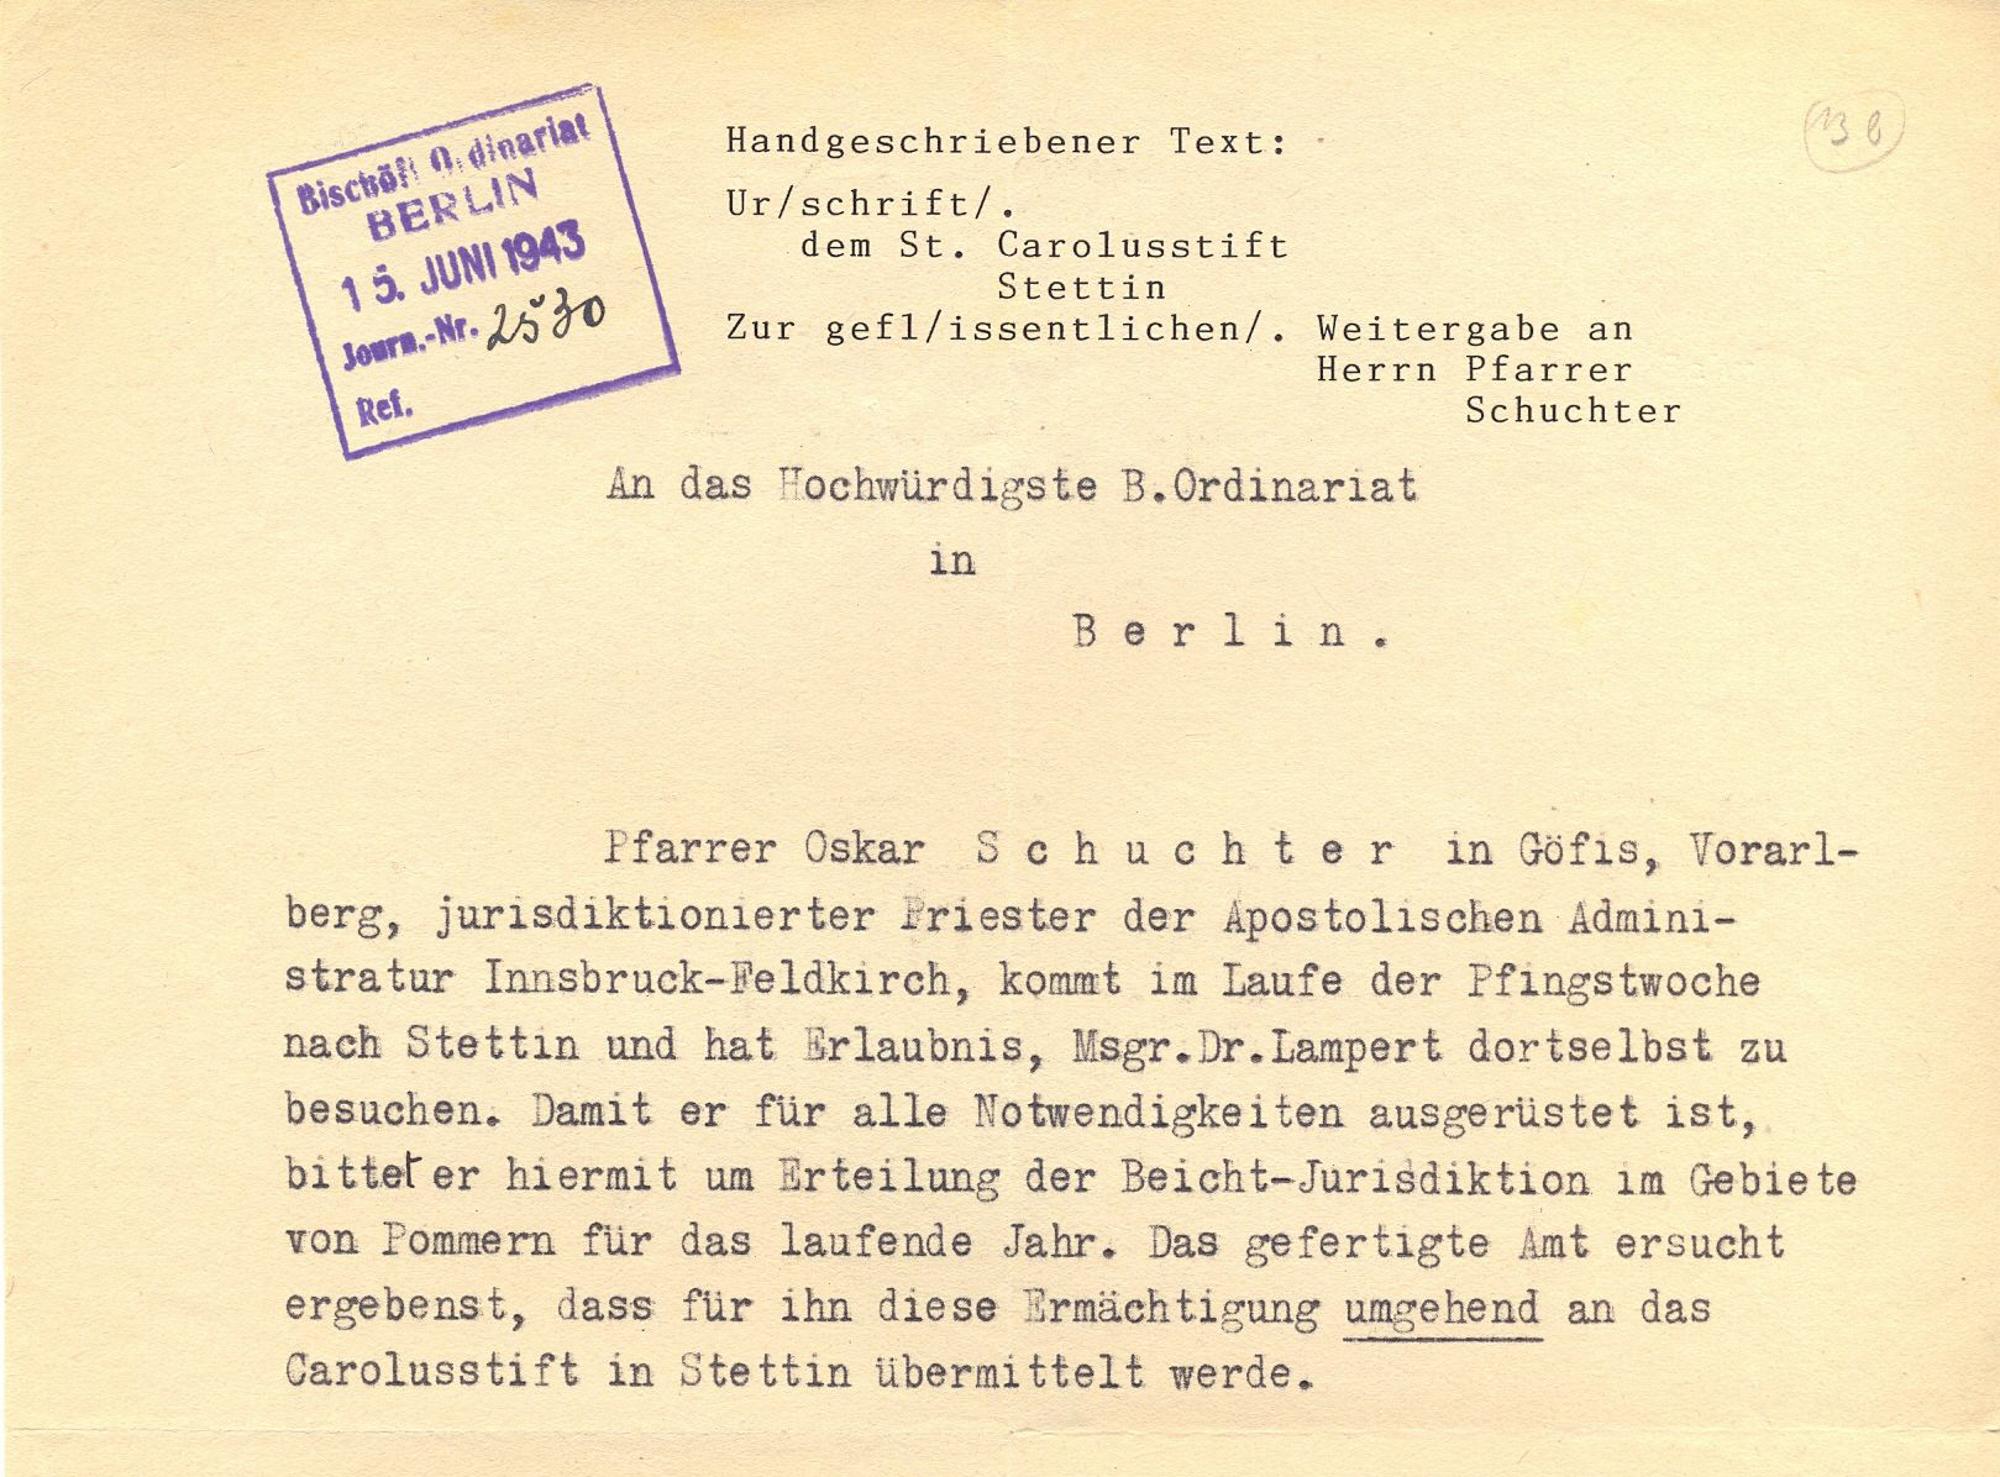 Bischöfl. Ordinariat
BERLIN
15. JUNI 1943
Journ.-Nr. 2530
Ref.
13 b
Handgeschriebener Text:
Ur/schrift/.
dem St. Carolusstift
Stettin
Zur gefl/issentlichen/. Weitergabe an
Herrn Pfarrer
Schuchter
An das Hochwürdigste B.Ordinariat
in
B e r l i n .
Pfarrer Oskar S c h u c h t e r in Göfis, Vorarl-
berg, jurisdiktionierter Priester der Apostolischen Admini-
stratur Innsbruck-Feldkirch, kommt im Laufe der Pfingstwoche
nach Stettin und hat Erlaubnis, Msgr.Dr.Lampert dortselbst zu
besuchen. Damit er für alle Notwendigkeiten ausgerüstet ist,
bittet er hiermit um Erteilung der Beicht-Jurisdiktion im Gebiete
von Pommern für das laufende Jahr. Das gefertigte Amt ersucht
ergebenst, dass für ihn diese Ermächtigung umgehend an das
Carolusstift in Stettin übermittelt werde.